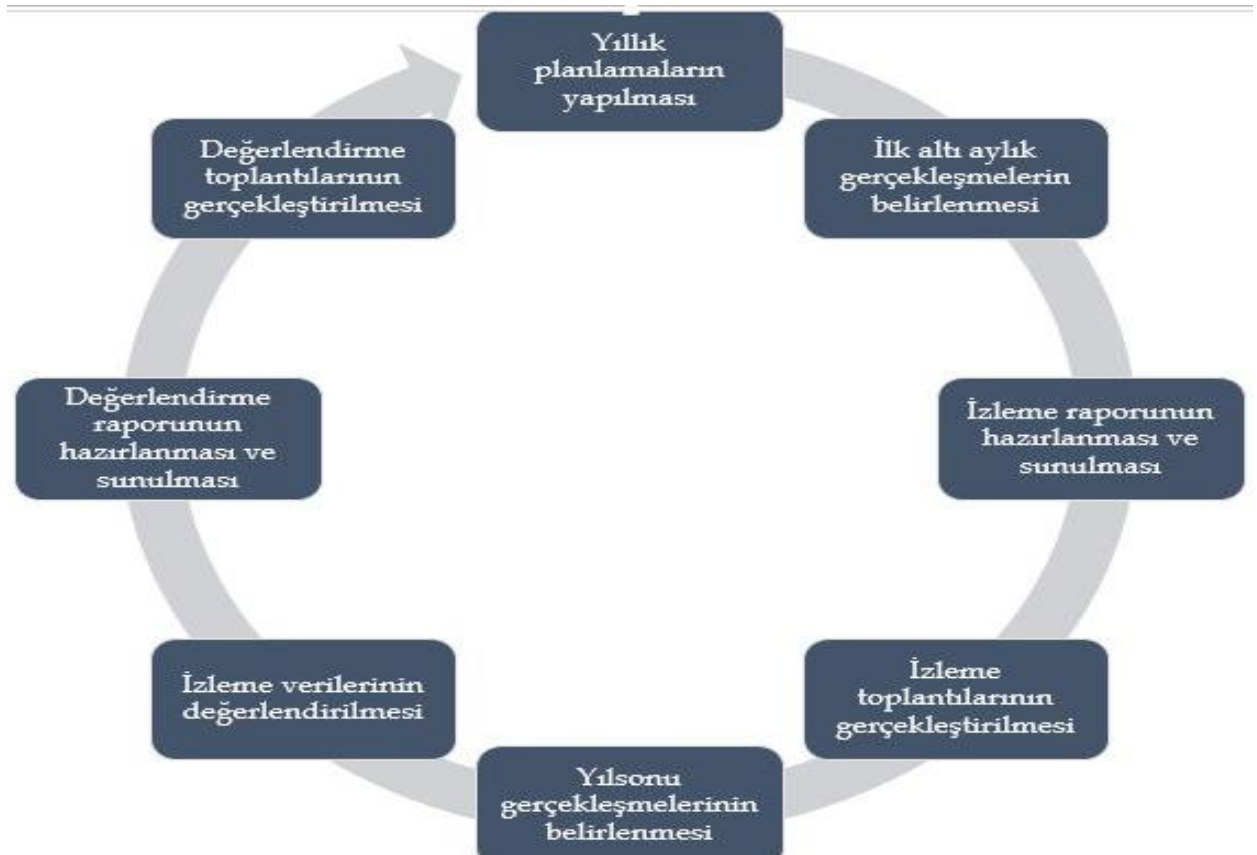 Yıllık
planlamaların
yapılması
İlk altı aylık
gerçekleşmelerin
belirlenmesi
İzleme raporunun
hazırlanması ve
sunulması
İzleme
toplantılarının
gerçekleştirilmesi
Yılsonu
gerçekleşmelerinin
belirlenmesi
İzleme verilerinin
değerlendirilmesi
Değerlendirme
raporunun
hazırlanması ve
sunulması
Değerlendirme
toplantılarının
gerçekleştirilmesi